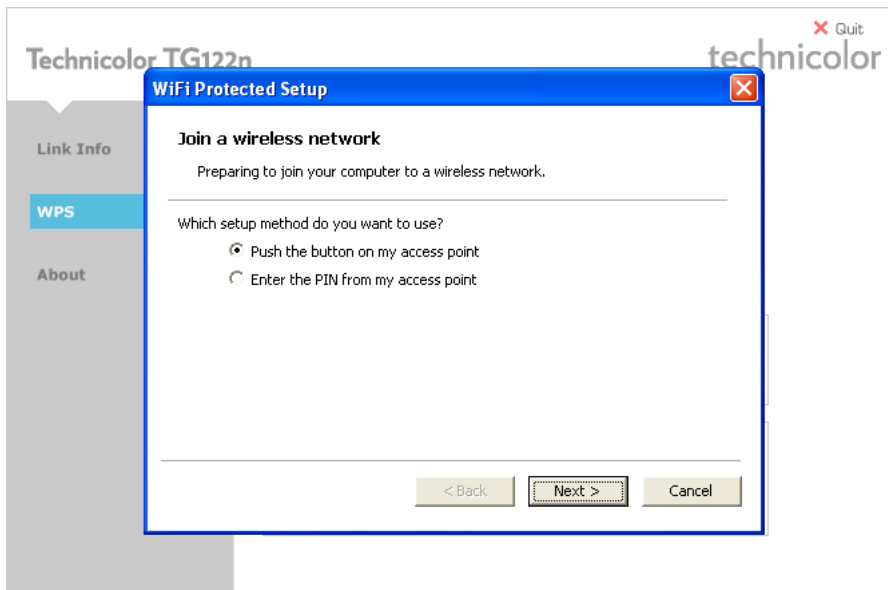 Quit
Technicolor TG122n
technicolor
WiFi Protected Setup
Link Info
WPS
About
Join a wireless network
Preparing to join your computer to a wireless network.
Which setup method do you want to use?
Push the button on my access point
Enter the PIN from my access point
< Back
Next >
Cancel